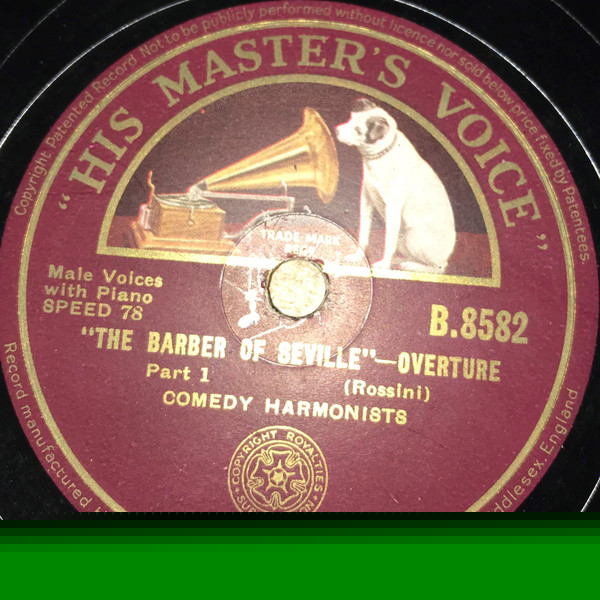 Copyright Patented Record Not to be publicly performed without licence nor sold below price fixed by Patentees.
"HIS MASTER'S VOICE"
TRADE-MARK
Male Voices
with Piano
SPEED 78
B.8582
"THE BARBER OF SEVILLE"—OVERTURE
Part 1
(Rossini)
COMEDY HARMONISTS
COPYRIGHT ROYALTIES
Record manufactured
England.